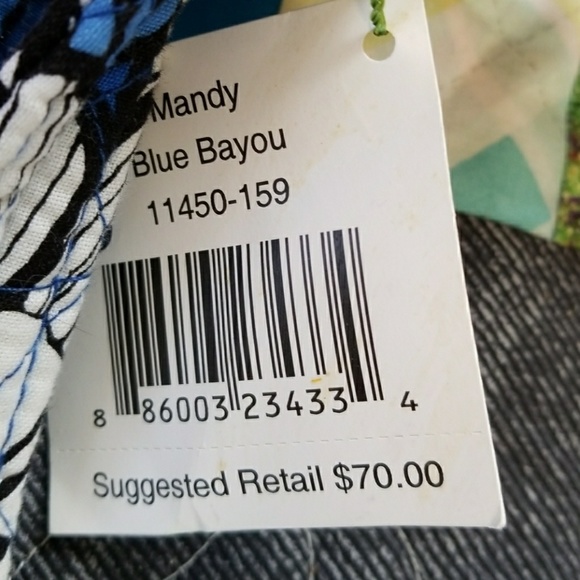 Mandy
Blue Bayou
11450-159
8 86003 23433 4
Suggested Retail $70.00